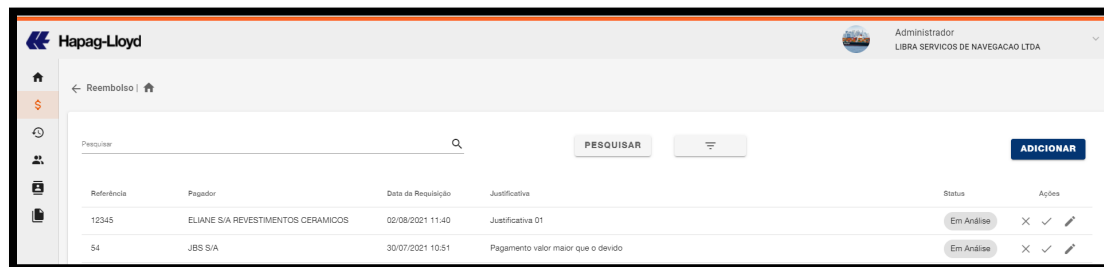 Hapag-Lloyd
Administrador
LIBRA SERVICOS DE NAVEGACAO LTDA
Reembolso |
Pesquisar
PESQUISAR
ADICIONAR
Referência Pagador Data da Requisição Justificativa Status Ações
12345 ELIANE S/A REVESTIMENTOS CERAMICOS 02/08/2021 11:40 Justificativa 01 Em Análise
54 JBS S/A 30/07/2021 10:51 Pagamento valor maior que o devido Em Análise